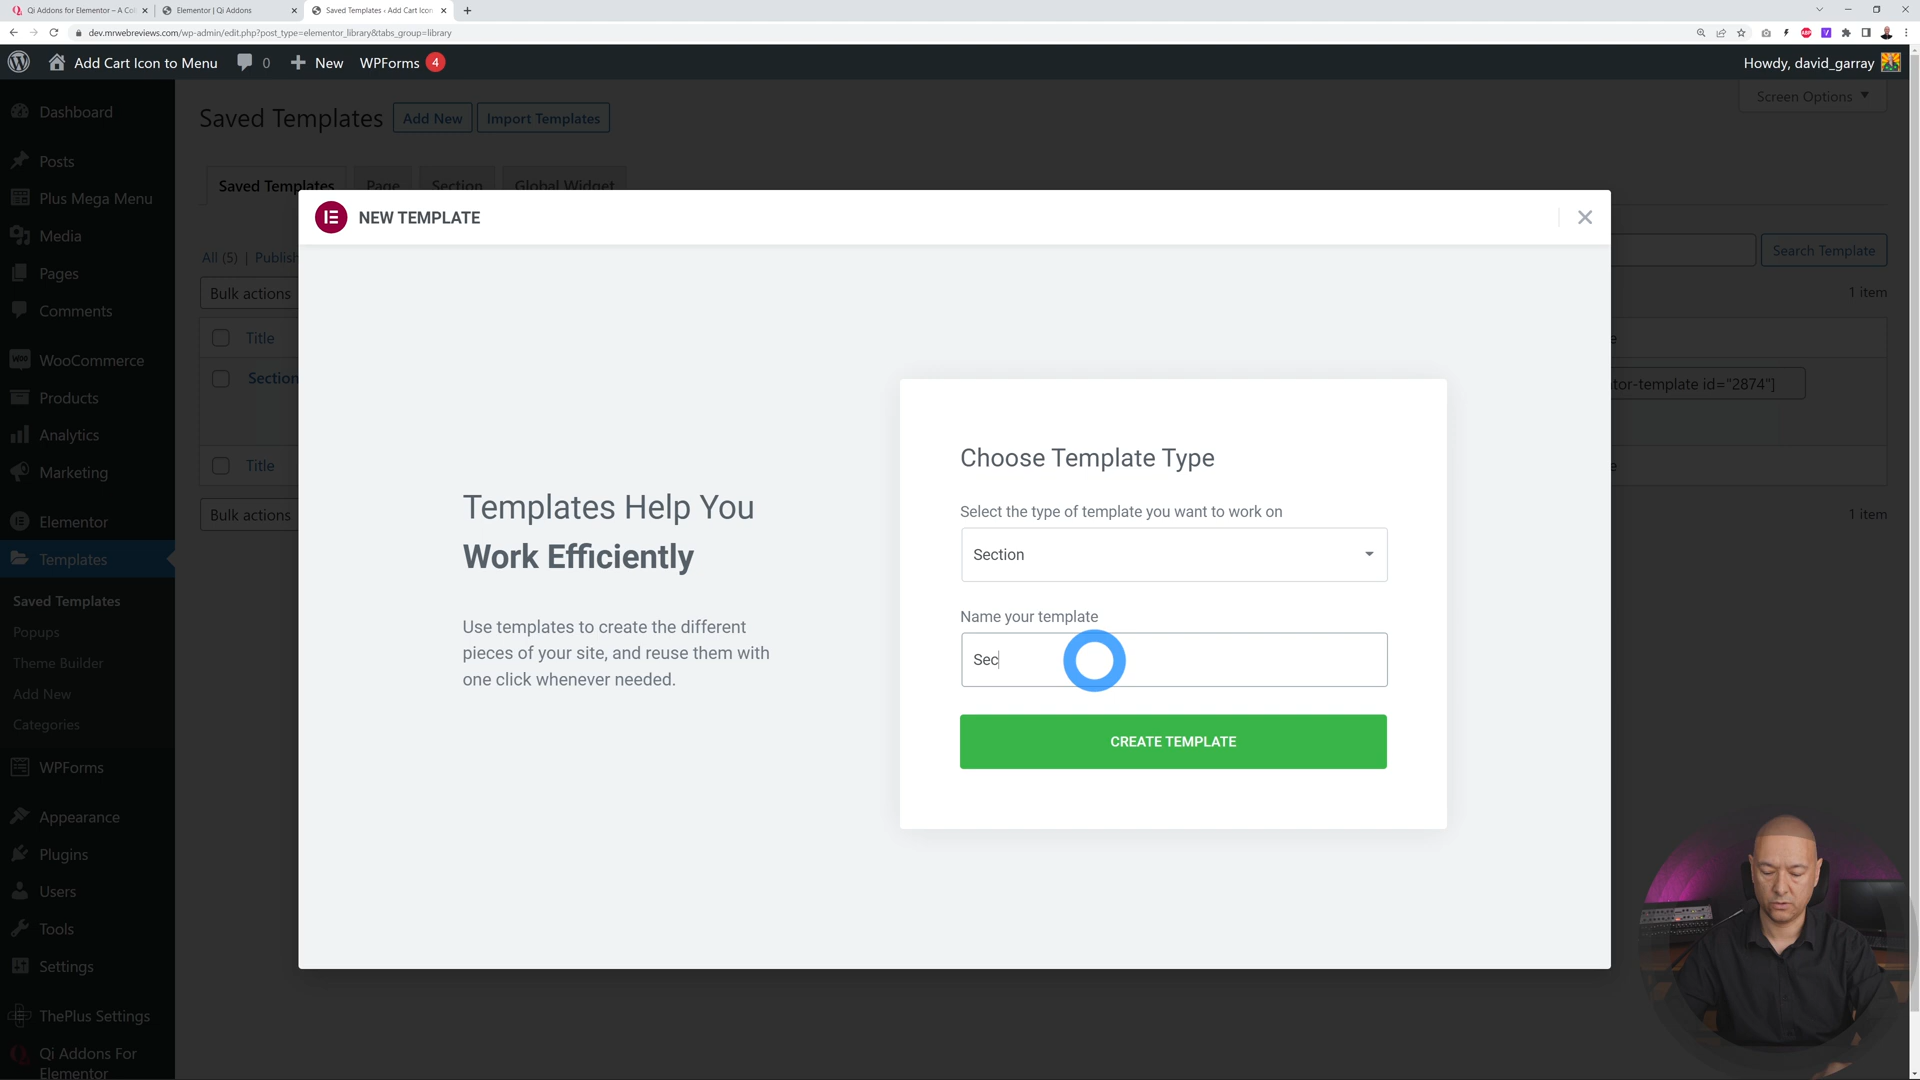 Qi Addons for Elementor – A Col
Elementor | Qi Addons
Saved Templates ‹ Add Cart Icon
dev.mrwebreviews.com/wp-admin/edit.php?post_type=elementor_library&tabs_group=library
Add Cart Icon to Menu
0
New
WPForms
4
Howdy, david_garray
Screen Options
Dashboard
Posts
Plus Mega Menu
Media
Pages
Comments
WooCommerce
Products
Analytics
Marketing
Elementor
Templates
Saved Templates
Popups
Theme Builder
Add New
Categories
WPForms
Appearance
Plugins
Users
Tools
Settings
ThePlus Settings
Qi Addons For
Elementor
Saved Templates
Add New
Import Templates
Saved Templates
Page
Section
Global Widget
All (5) | Publish
Search Template
Bulk actions
1 item
Title
Section
tor-template id="2874"]
Title
Bulk actions
1 item
NEW TEMPLATE
Templates Help You
Work Efficiently
Use templates to create the different
pieces of your site, and reuse them with
one click whenever needed.
Choose Template Type
Select the type of template you want to work on
Section
Name your template
Sec
CREATE TEMPLATE